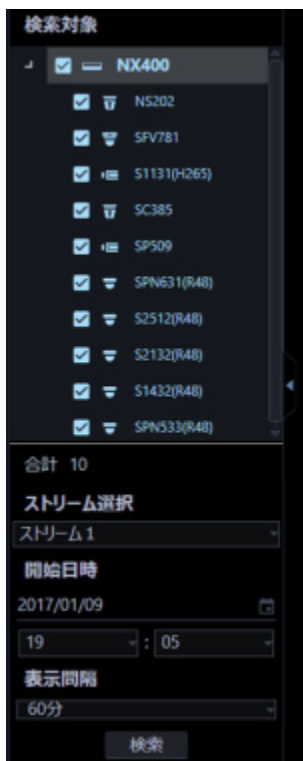 検索対象
NX400
NS202
SFV781
S1131(H265)
SC385
SP509
SPN631(R48)
S2512(R48)
S2132(R48)
S1432(R48)
SPN533(R48)
合計 10
ストリーム選択
ストリーム 1
開始日時
2017/01/09
19 : 05
表示間隔
60分
検索